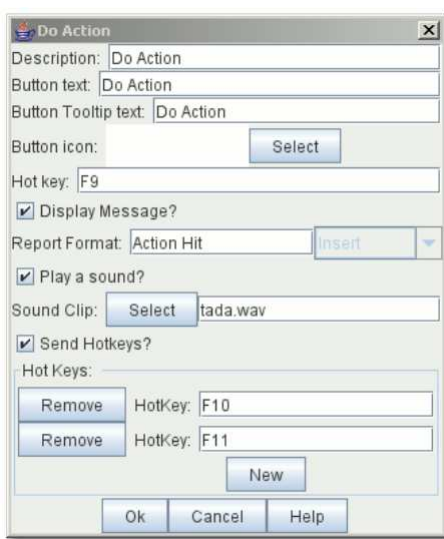 Do Action
Description: Do Action
Button text: Do Action
Button Tooltip text: Do Action
Button icon: Select
Hot key: F9
Display Message?
Report Format: Action Hit Insert
Play a sound?
Sound Clip: Select tada.wav
Send Hotkeys?
Hot Keys:
Remove HotKey: F10
Remove HotKey: F11
New
Ok Cancel Help